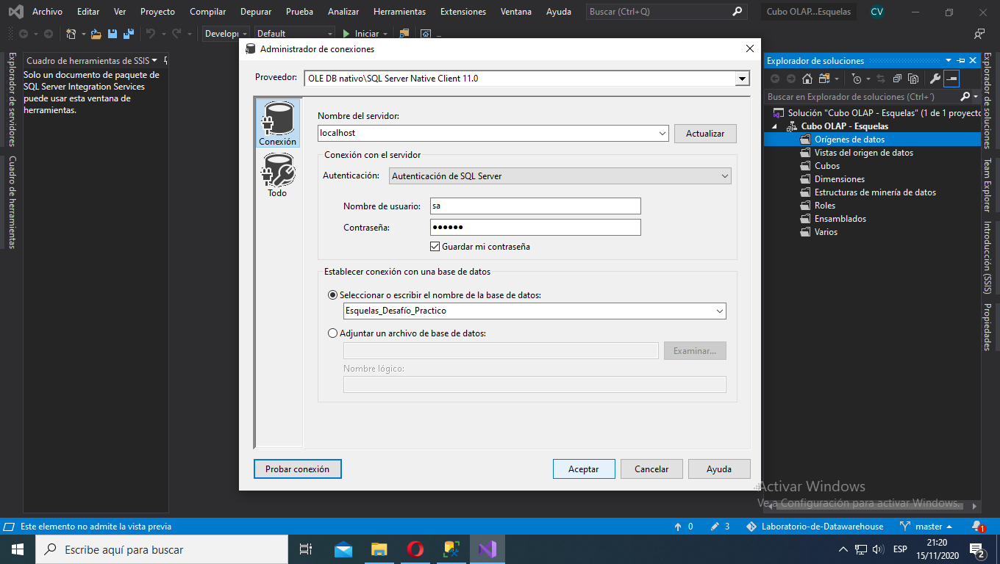 Archivo Editar Ver Proyecto Compilar Depurar Prueba Analizar Herramientas Extensiones Ventana Ayuda Buscar (Ctrl+Q) Cubo OLAP...Esquelas CV
Develop Default Iniciar
Administrador de conexiones
Proveedor: OLE DB nativo\SQL Server Native Client 11.0
Conexión
Todo
Nombre del servidor:
localhost Actualizar
Conexión con el servidor
Autenticación: Autenticación de SQL Server
Nombre de usuario: sa
Contraseña: ●●●●●●
Guardar mi contraseña
Establecer conexión con una base de datos
Seleccionar o escribir el nombre de la base de datos:
Esquelas_Desafío_Practico
Adjuntar un archivo de base de datos:
Examinar...
Nombre lógico:
Probar conexión Aceptar Cancelar Ayuda
Explorador de servidores
Cuadro de herramientas
Cuadro de herramientas de SSIS
Solo un documento de paquete de
SQL Server Integration Services
puede usar esta ventana de
herramientas.
Explorador de soluciones
Buscar en Explorador de soluciones (Ctrl+´)
Solución "Cubo OLAP - Esquelas" (1 de 1 proyecto
Cubo OLAP - Esquelas
Orígenes de datos
Vistas del origen de datos
Cubos
Dimensiones
Estructuras de minería de datos
Roles
Ensamblados
Varios
Explorador de soluciones
Team Explorer
Introducción (SSIS)
Propiedades
Activar Windows
Ve a Configuración para activar Windows.
Este elemento no admite la vista previa 0 3 Laboratorio-de-Datawarehouse master 1
Escribe aquí para buscar ESP 21:20
15/11/2020 2